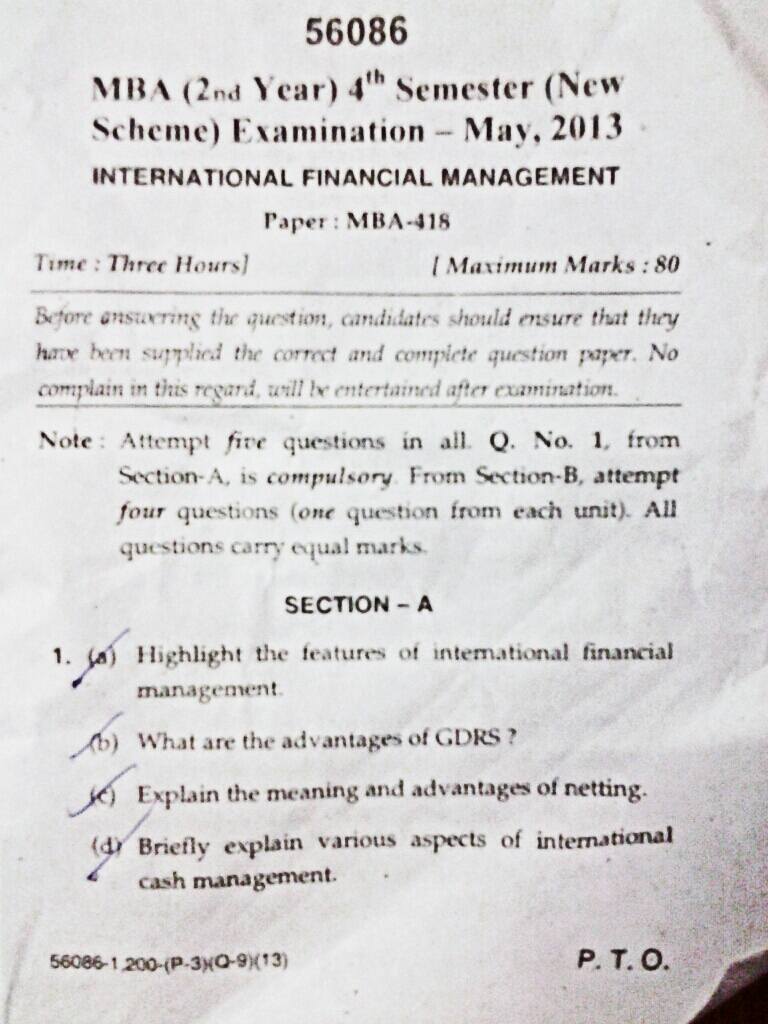 56086
MBA (2nd Year) 4th Semester (New
Scheme) Examination – May, 2013
INTERNATIONAL FINANCIAL MANAGEMENT
Paper : MBA-418
Time : Three Hours] [ Maximum Marks : 80
Before answering the question, candidates should ensure that they
have been supplied the correct and complete question paper. No
complain in this regard, will be entertained after examination.
Note : Attempt five questions in all. Q. No. 1, from
Section-A, is compulsory. From Section-B, attempt
four questions (one question from each unit). All
questions carry equal marks.
SECTION – A
1. (a) Highlight the features of international financial
management.
(b) What are the advantages of GDRS ?
(c) Explain the meaning and advantages of netting.
(d) Briefly explain various aspects of international
cash management.
56086-1,200-(P-3)(Q-9)(13) P. T. O.